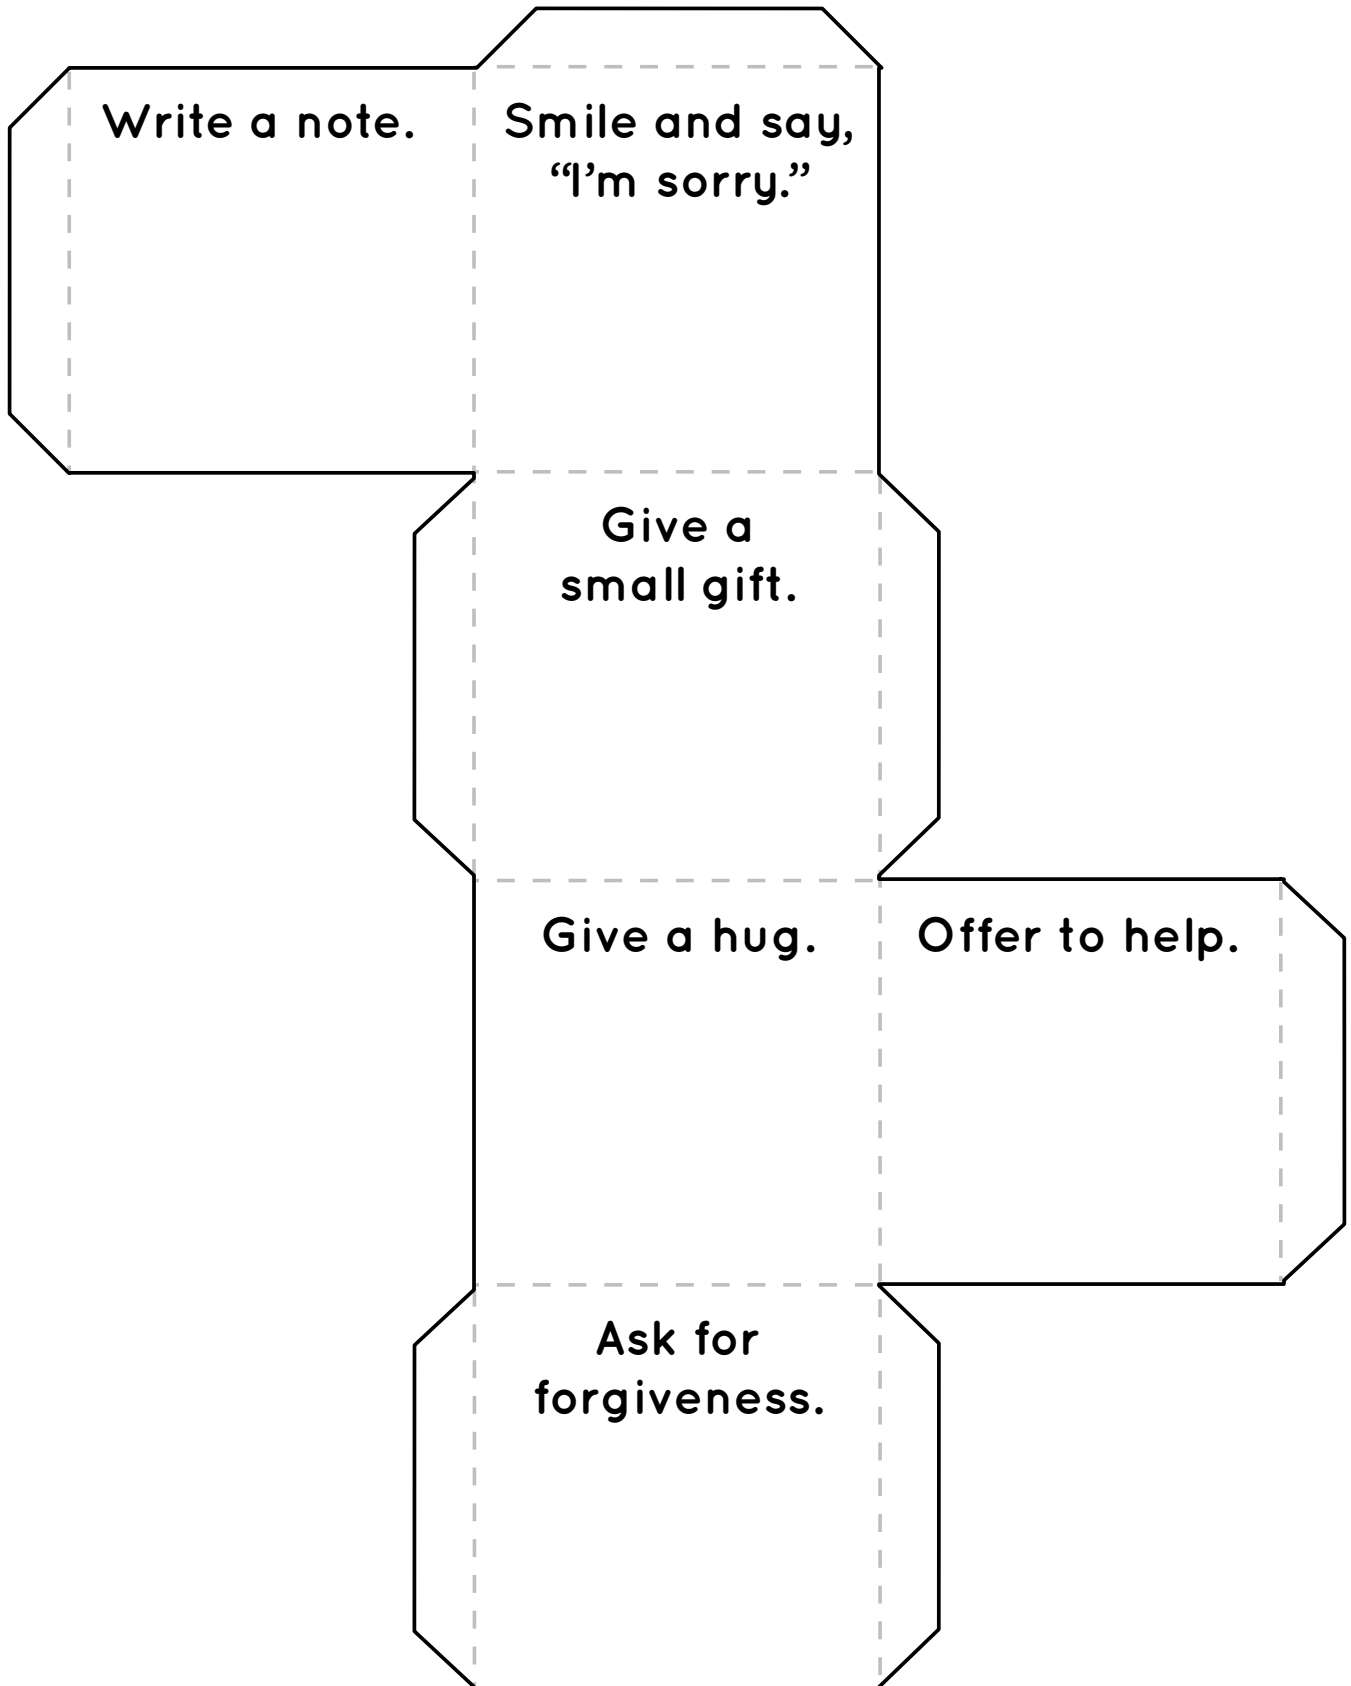 Write a note.
Smile and say,
“I’m sorry.”
Give a
small gift.
Give a hug.
Offer to help.
Ask for
forgiveness.